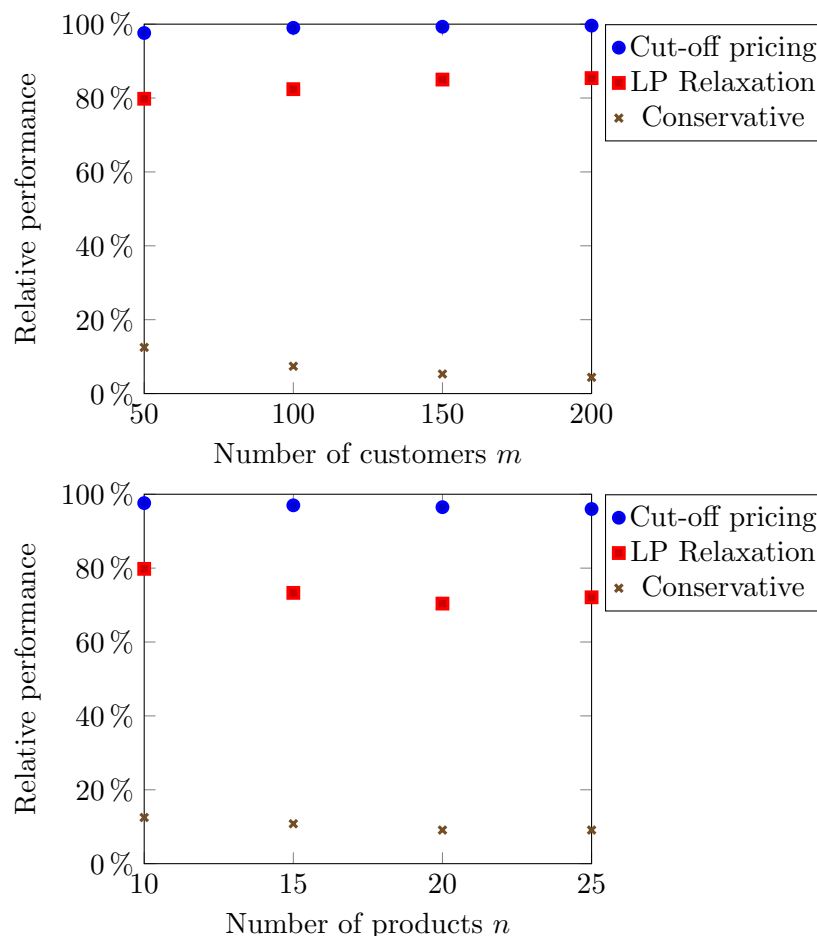 100 %
80 %
60 %
40 %
20 %
0 %
Relative performance
50 100 150 200
Number of customers m
Cut-off pricing
LP Relaxation
Conservative
100 %
80 %
60 %
40 %
20 %
0 %
Relative performance
10 15 20 25
Number of products n
Cut-off pricing
LP Relaxation
Conservative